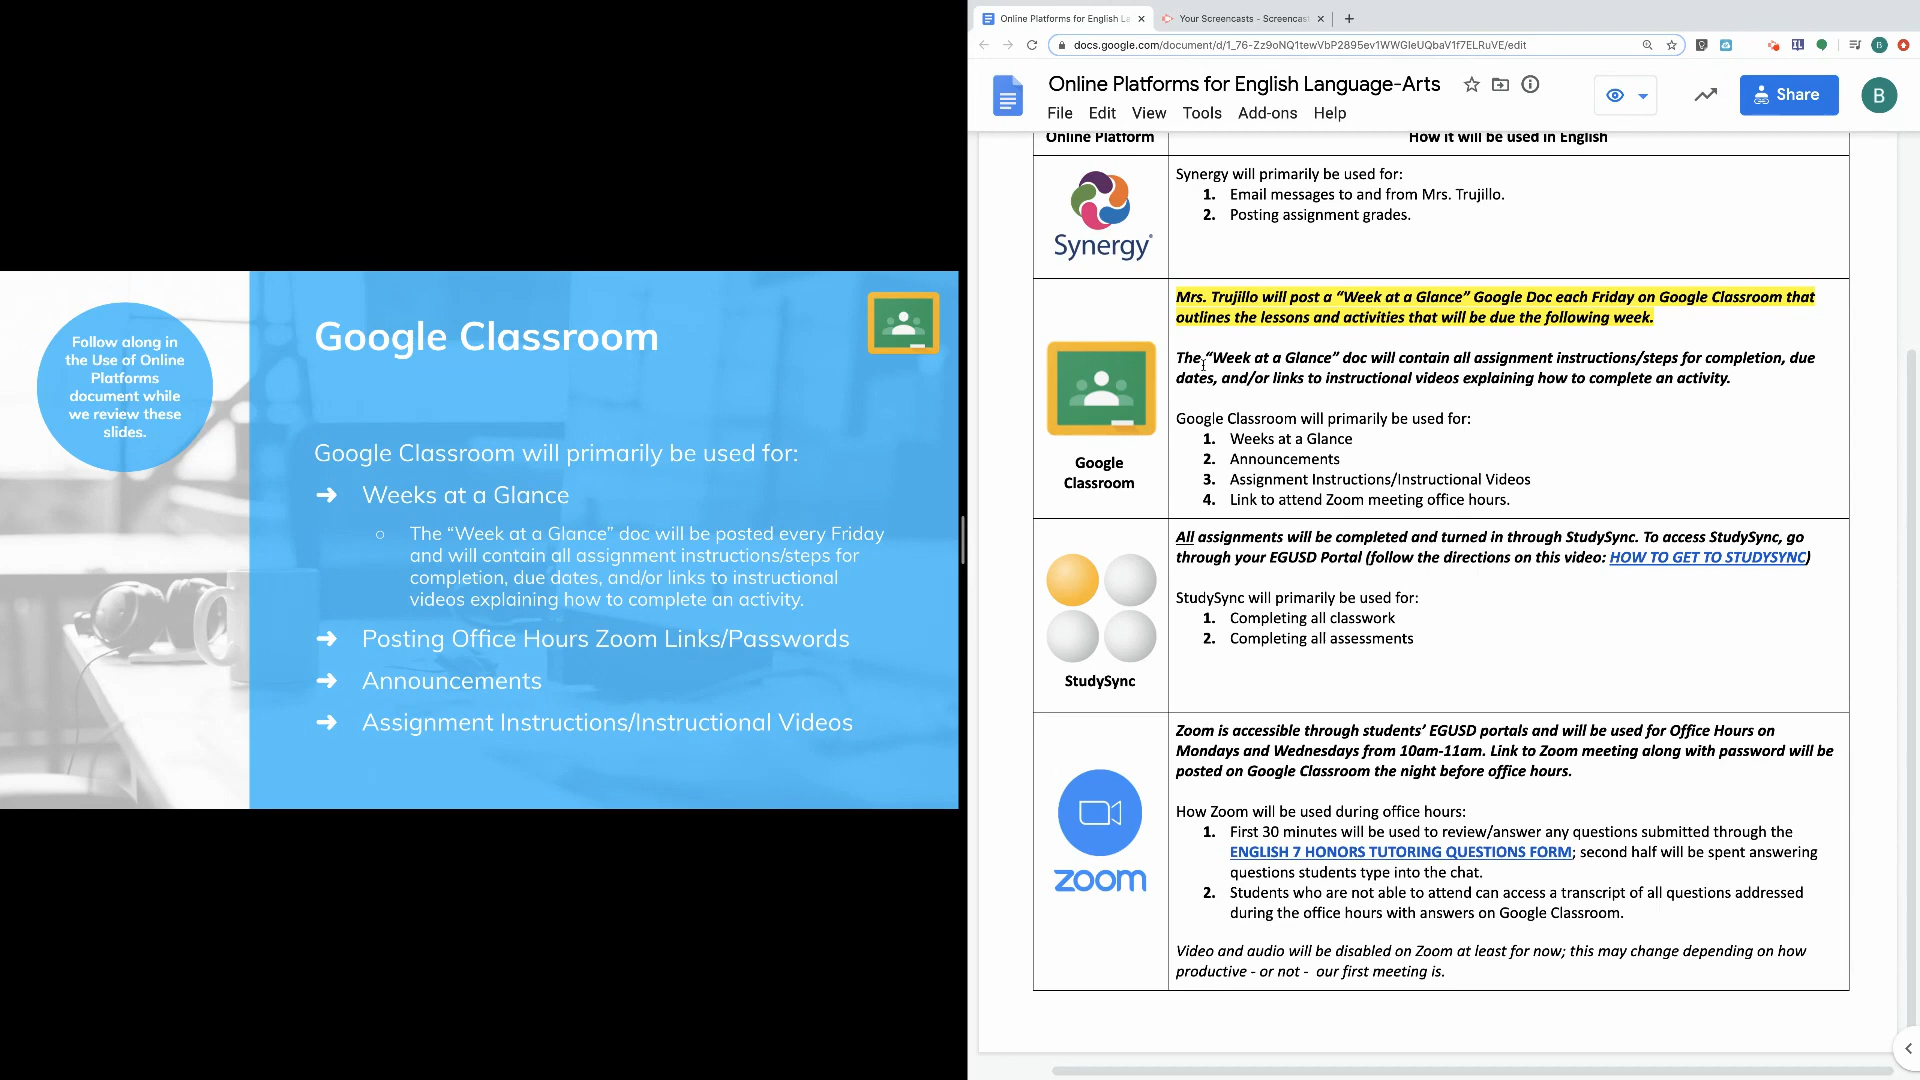 Follow along in
the Use of Online
Platforms
document while
we review these
slides.
Google Classroom
Google Classroom will primarily be used for:
➜ Weeks at a Glance
○ The “Week at a Glance” doc will be posted every Friday
and will contain all assignment instructions/steps for
completion, due dates, and/or links to instructional
videos explaining how to complete an activity.
➜ Posting Office Hours Zoom Links/Passwords
➜ Announcements
➜ Assignment Instructions/Instructional Videos
Online Platforms for English La
Your Screencasts - Screencast
docs.google.com/document/d/1_76-Zz9oNQ1tewVbP2895ev1WWGIeUQbaV1f7ELRuVE/edit
Online Platforms for English Language-Arts
Share
B
File Edit View Tools Add-ons Help
Online Platform
How it will be used in English
Synergy
Synergy will primarily be used for:
1. Email messages to and from Mrs. Trujillo.
2. Posting assignment grades.
Google
Classroom
Mrs. Trujillo will post a “Week at a Glance” Google Doc each Friday on Google Classroom that
outlines the lessons and activities that will be due the following week.
The “Week at a Glance” doc will contain all assignment instructions/steps for completion, due
dates, and/or links to instructional videos explaining how to complete an activity.
Google Classroom will primarily be used for:
1. Weeks at a Glance
2. Announcements
3. Assignment Instructions/Instructional Videos
4. Link to attend Zoom meeting office hours.
StudySync
All assignments will be completed and turned in through StudySync. To access StudySync, go
through your EGUSD Portal (follow the directions on this video: HOW TO GET TO STUDYSYNC)
StudySync will primarily be used for:
1. Completing all classwork
2. Completing all assessments
zoom
Zoom is accessible through students’ EGUSD portals and will be used for Office Hours on
Mondays and Wednesdays from 10am-11am. Link to Zoom meeting along with password will be
posted on Google Classroom the night before office hours.
How Zoom will be used during office hours:
1. First 30 minutes will be used to review/answer any questions submitted through the
ENGLISH 7 HONORS TUTORING QUESTIONS FORM; second half will be spent answering
questions students type into the chat.
2. Students who are not able to attend can access a transcript of all questions addressed
during the office hours with answers on Google Classroom.
Video and audio will be disabled on Zoom at least for now; this may change depending on how
productive - or not - our first meeting is.